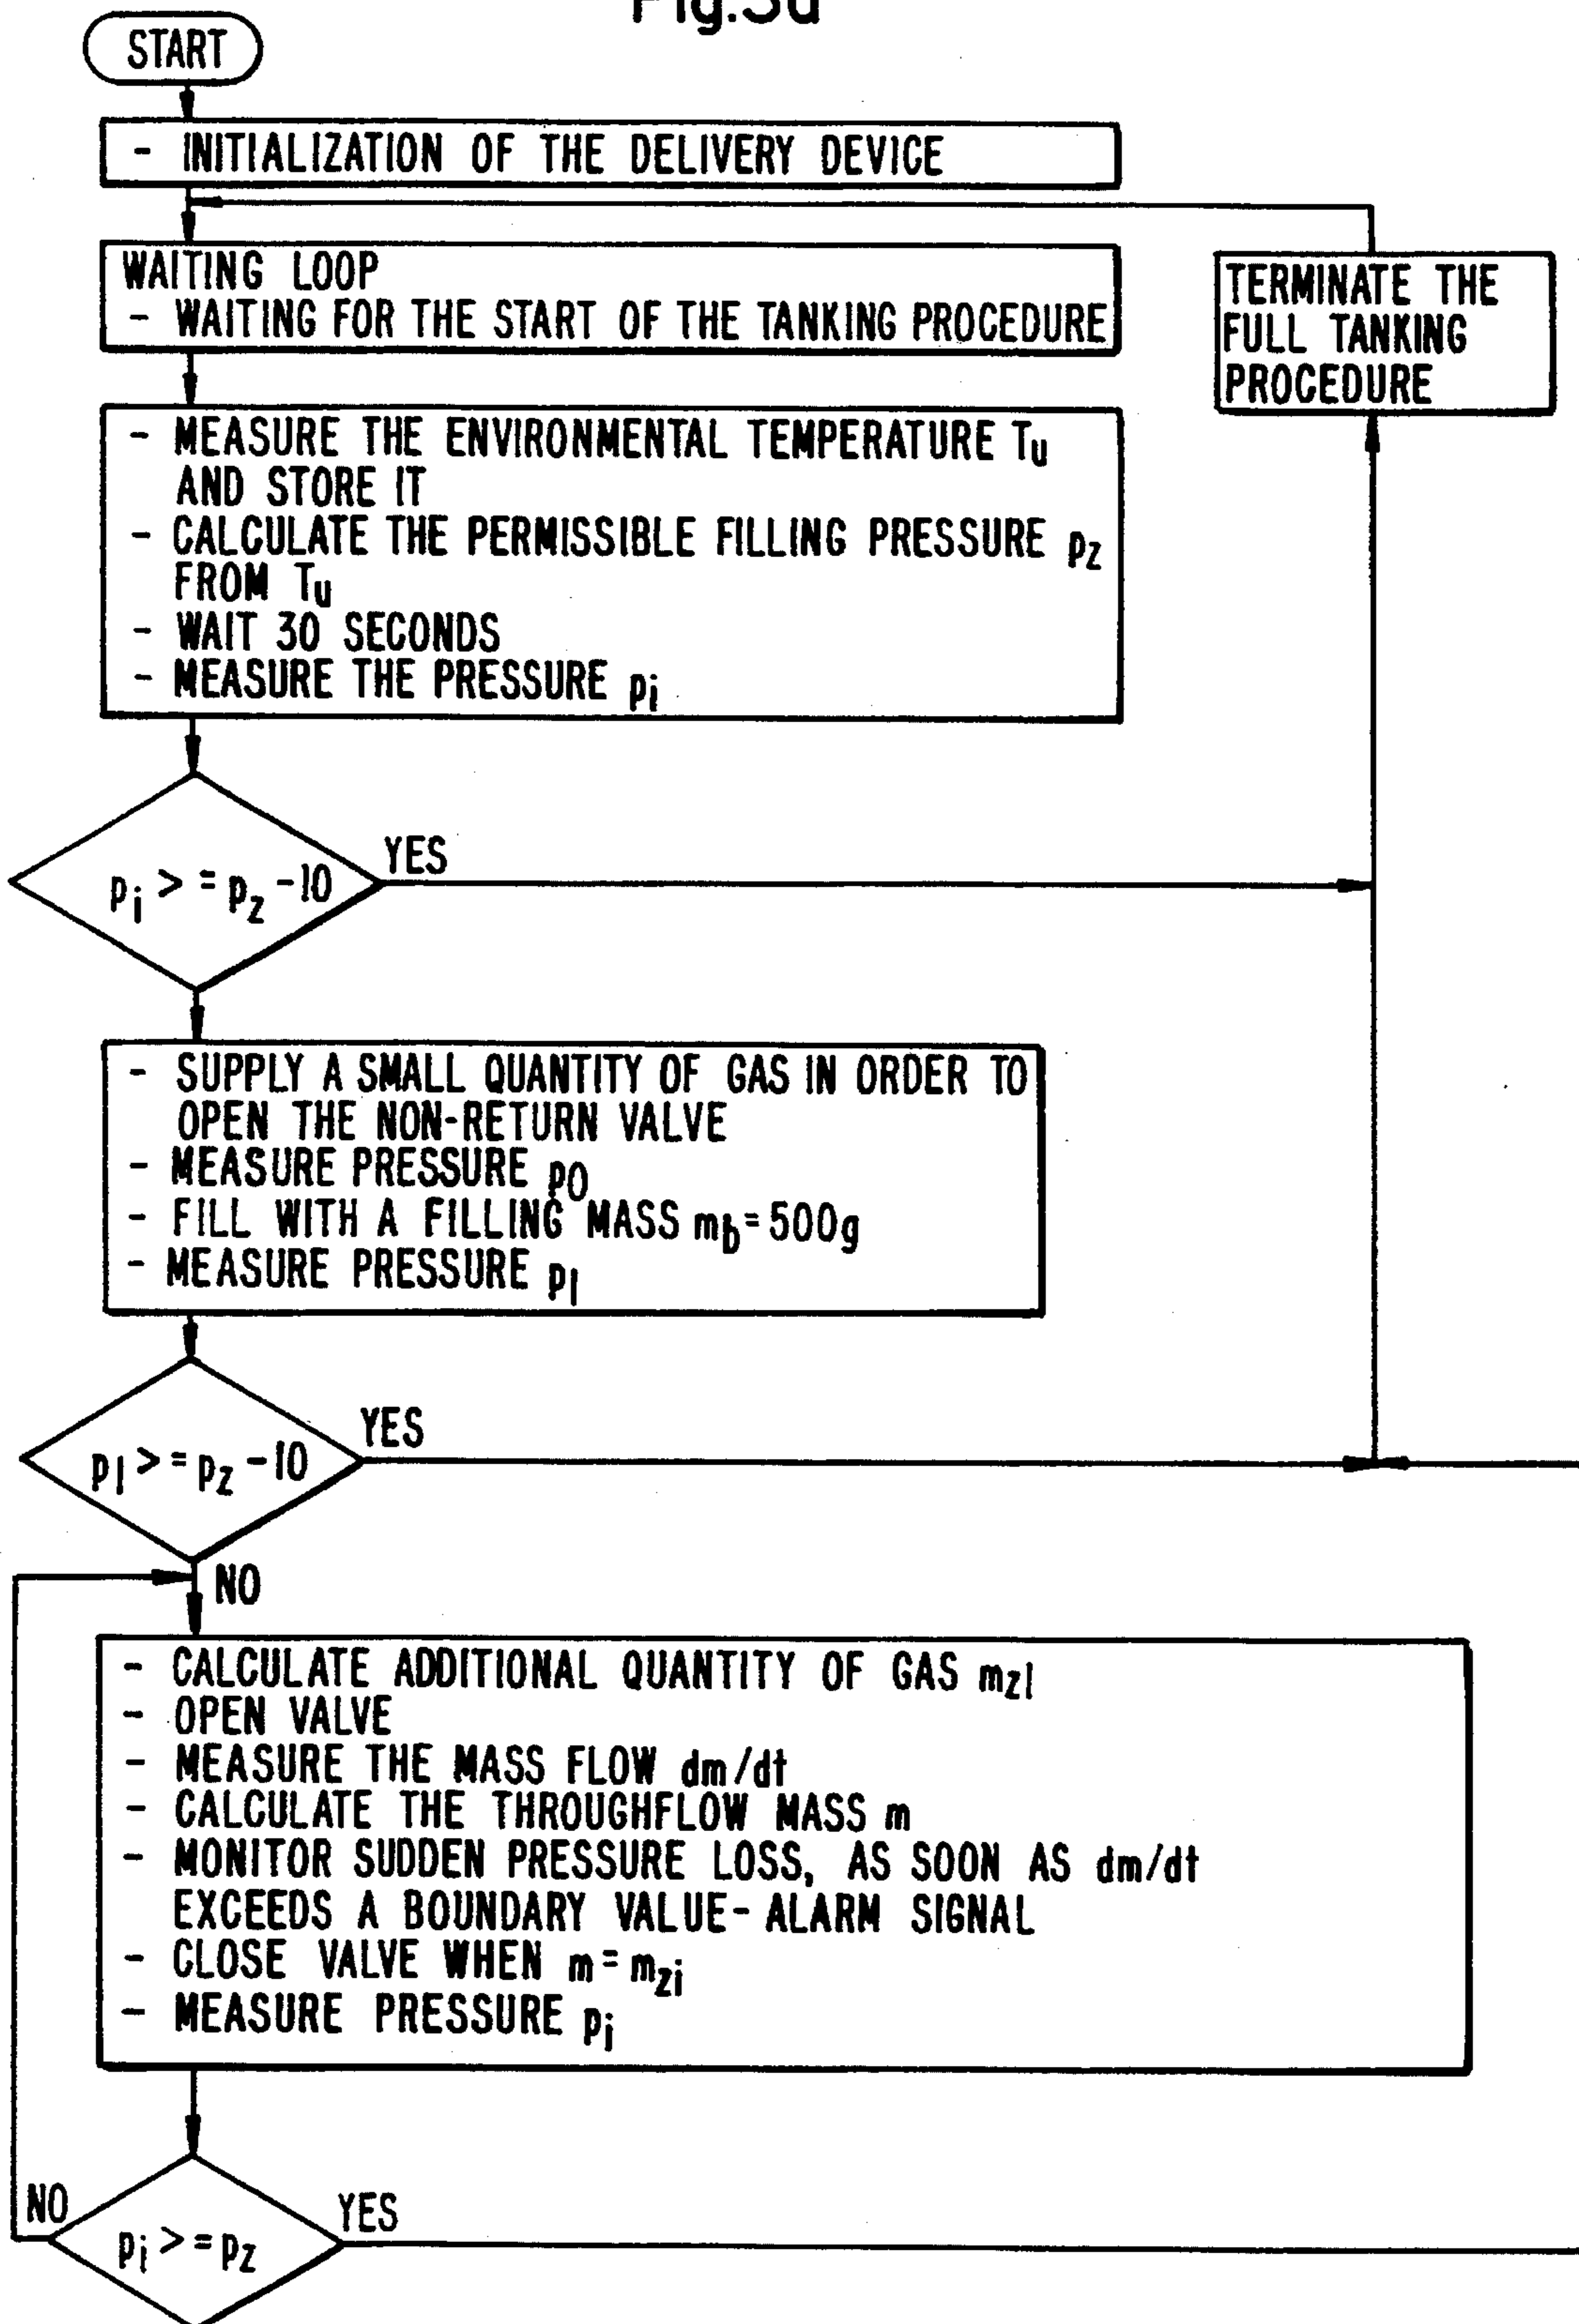 Fig.3a
START
- INITIALIZATION OF THE DELIVERY DEVICE
WAITING LOOP
- WAITING FOR THE START OF THE TANKING PROCEDURE
TERMINATE THE
FULL TANKING
PROCEDURE
- MEASURE THE ENVIRONMENTAL TEMPERATURE Tu
AND STORE IT
- CALCULATE THE PERMISSIBLE FILLING PRESSURE pz
FROM Tu
- WAIT 30 SECONDS
- MEASURE THE PRESSURE pi
YES
pi >= pz -10
- SUPPLY A SMALL QUANTITY OF GAS IN ORDER TO
OPEN THE NON-RETURN VALVE
- MEASURE PRESSURE p0
- FILL WITH A FILLING MASS mb=500g
- MEASURE PRESSURE p1
YES
p1 >= pz -10
NO
- CALCULATE ADDITIONAL QUANTITY OF GAS mz1
- OPEN VALVE
- MEASURE THE MASS FLOW dm/dt
- CALCULATE THE THROUGHFLOW MASS m
- MONITOR SUDDEN PRESSURE LOSS, AS SOON AS dm/dt
EXCEEDS A BOUNDARY VALUE- ALARM SIGNAL
- CLOSE VALVE WHEN m=mzi
- MEASURE PRESSURE pi
NO
YES
pi >= pz